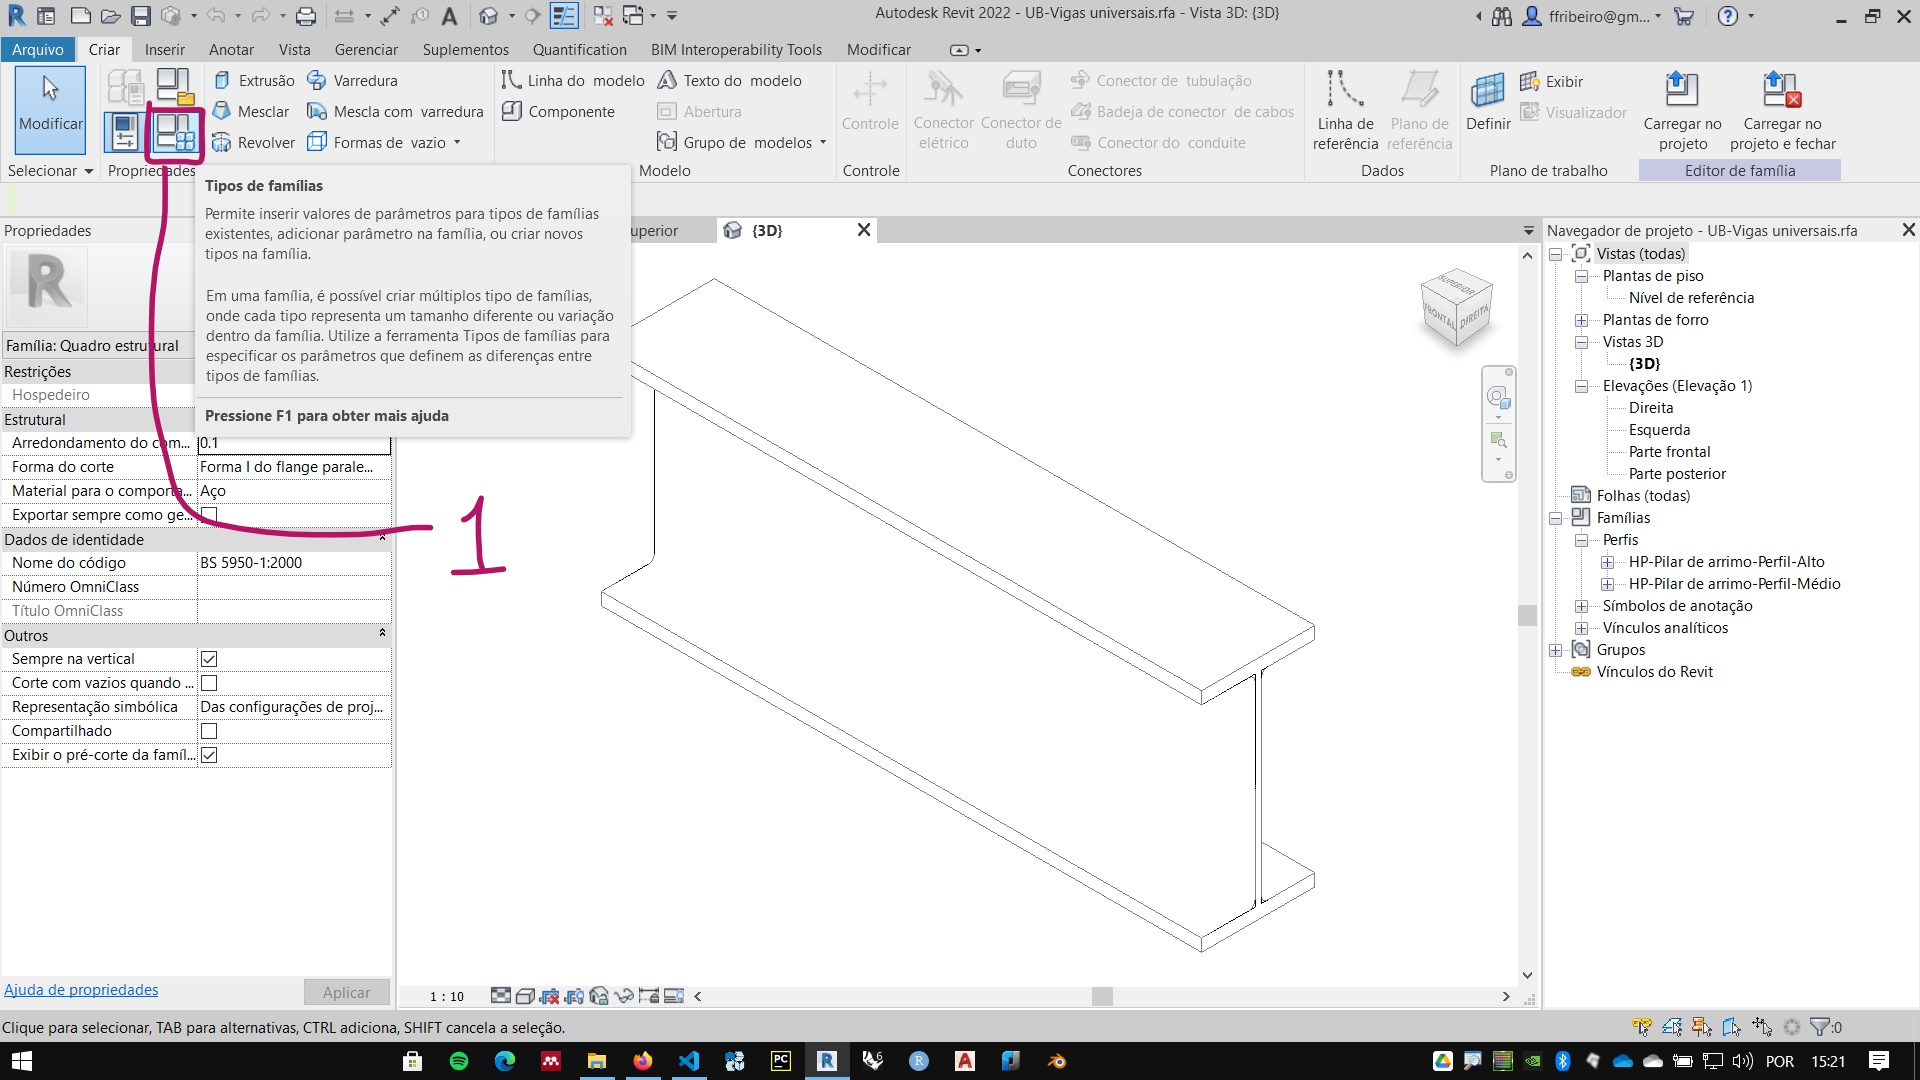 Autodesk Revit 2022 - UB-Vigas universais.rfa - Vista 3D: {3D}
ffribeiro@gm...
Arquivo Criar Inserir Anotar Vista Gerenciar Suplementos Quantification BIM Interoperability Tools Modificar
Modificar
Selecionar
Propriedades
Extrusão Varredura
Mesclar Mescla com varredura
Revolver Formas de vazio
Linha do modelo Texto do modelo
Componente Abertura
Grupo de modelos
Modelo
Controle
Controle
Conector elétrico
Conector de duto
Conector de tubulação
Badeja de conector de cabos
Conector do conduite
Conectores
Linha de referência
Plano de referência
Dados
Definir
Exibir
Visualizador
Plano de trabalho
Carregar no projeto
Carregar no projeto e fechar
Editor de família
Tipos de famílias
Permite inserir valores de parâmetros para tipos de famílias
existentes, adicionar parâmetro na família, ou criar novos
tipos na família.
Em uma família, é possível criar múltiplos tipo de famílias,
onde cada tipo representa um tamanho diferente ou variação
dentro da família. Utilize a ferramenta Tipos de famílias para
especificar os parâmetros que definem as diferenças entre
tipos de famílias.
Pressione F1 para obter mais ajuda
Propriedades
R
Família: Quadro estrutural
Restrições
Hospedeiro
Estrutural
Arredondamento do com... 0.1
Forma do corte Forma I do flange parale...
Material para o comporta... Aço
Exportar sempre como ge...
Dados de identidade
Nome do código BS 5950-1:2000
Número OmniClass
Título OmniClass
Outros
Sempre na vertical
Corte com vazios quando ...
Representação simbólica Das configurações de proj...
Compartilhado
Exibir o pré-corte da famíl...
Ajuda de propriedades Aplicar
1
uperior {3D}
SUPERIOR
FRONTAL DIREITA
1 : 10
Navegador de projeto - UB-Vigas universais.rfa
Vistas (todas)
Plantas de piso
Nível de referência
Plantas de forro
Vistas 3D
{3D}
Elevações (Elevação 1)
Direita
Esquerda
Parte frontal
Parte posterior
Folhas (todas)
Famílias
Perfis
HP-Pilar de arrimo-Perfil-Alto
HP-Pilar de arrimo-Perfil-Médio
Símbolos de anotação
Vínculos analíticos
Grupos
Vínculos do Revit
Clique para selecionar, TAB para alternativas, CTRL adiciona, SHIFT cancela a seleção.
:0
POR 15:21